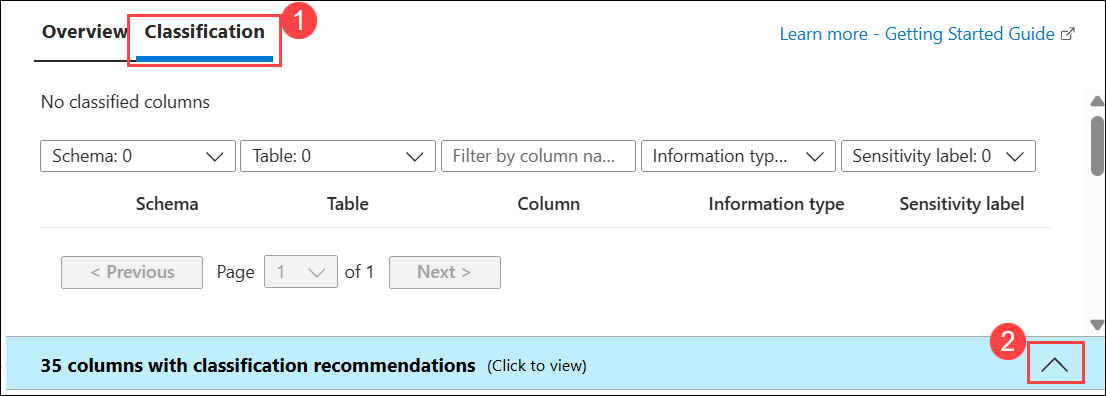 1
Overview Classification
Learn more - Getting Started Guide
No classified columns
Schema: 0 Table: 0 Filter by column na... Information typ... Sensitivity label: 0
Schema Table Column Information type Sensitivity label
< Previous Page 1 of 1 Next >
2
35 columns with classification recommendations (Click to view)